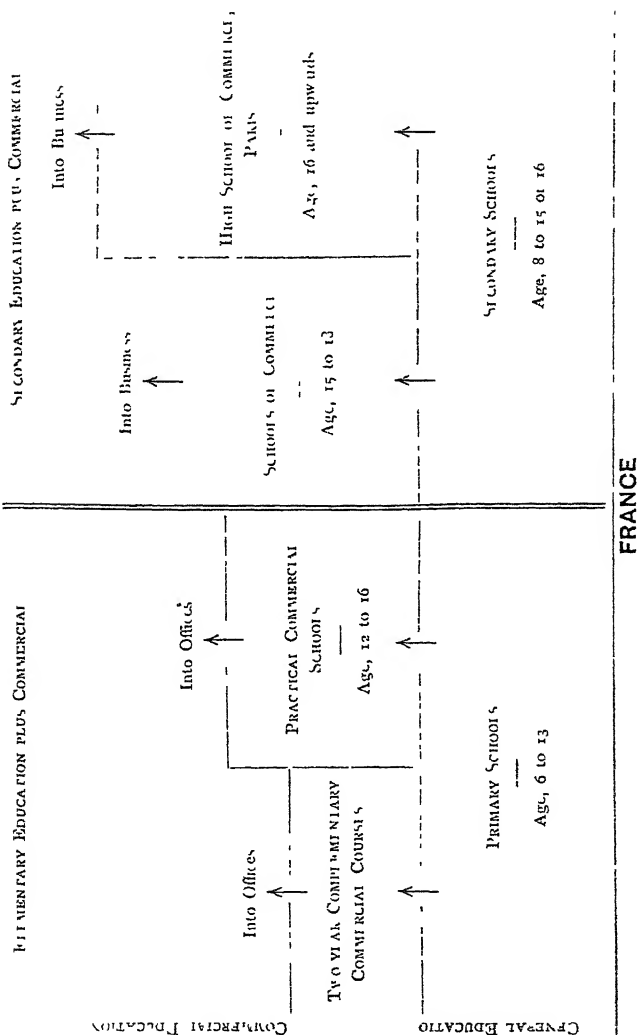 ELEMENTARY EDUCATION PLUS COMMERCIAL
SECONDARY EDUCATION PLUS COMMERCIAL
COMMERCIAL EDUCATION
Into Offices
TWO YEAR COMPLEMENTARY
COMMERCIAL COURSES
Into Offices
PRACTICAL COMMERCIAL
SCHOOLS
Age, 12 to 16
Into Business
SCHOOLS OF COMMERCE
Age, 15 to 18
Into Business
HIGH SCHOOL OF COMMERCE,
PARIS
Age, 16 and upwards
GENERAL EDUCATIO
PRIMARY SCHOOLS
Age, 6 to 13
SECONDARY SCHOOLS
Age, 8 to 15 or 16
FRANCE